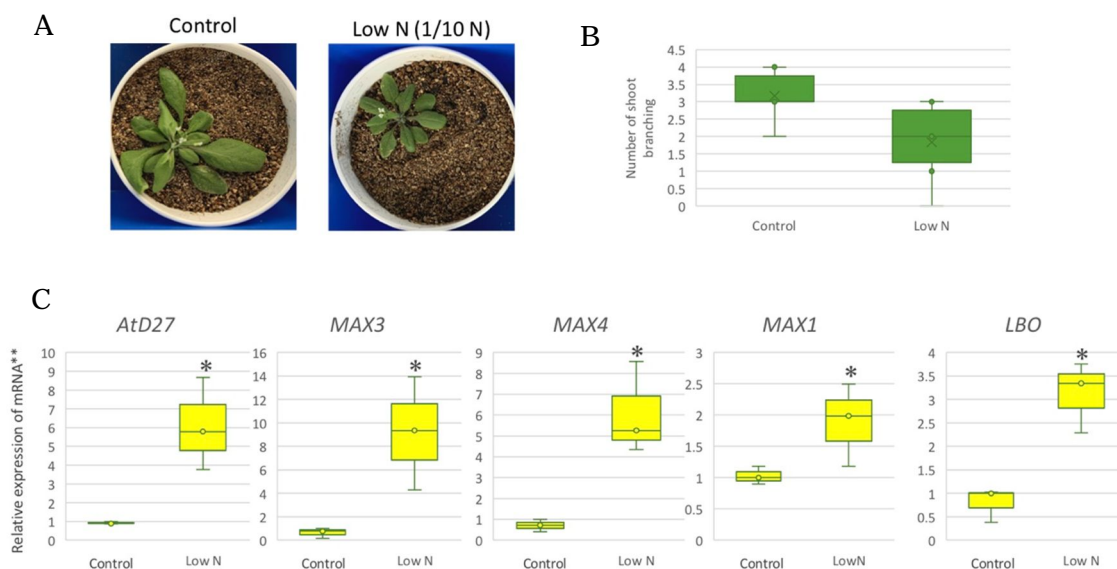 A
Control
Low N (1/10 N)
B
Number of shoot
branching
4.5
4
3.5
3
2.5
2
1.5
1
0.5
0
Control
Low N
C
Relative expression of mRNA**
AtD27
10
9
8
7
6
5
4
3
2
1
0
*
Control
Low N
MAX3
16
14
12
10
8
6
4
2
0
*
Control
Low N
MAX4
9
8
7
6
5
4
3
2
1
0
*
Control
Low N
MAX1
3
2.5
2
1.5
1
0.5
0
*
Control
LowN
LBO
4
3.5
3
2.5
2
1.5
1
0.5
0
*
Control
Low N